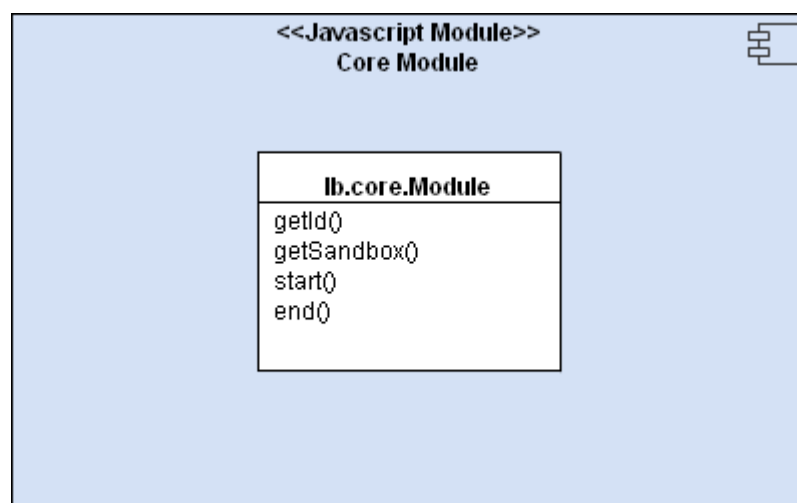 <<Javascript Module>>
Core Module
lb.core.Module
getId()
getSandbox()
start()
end()